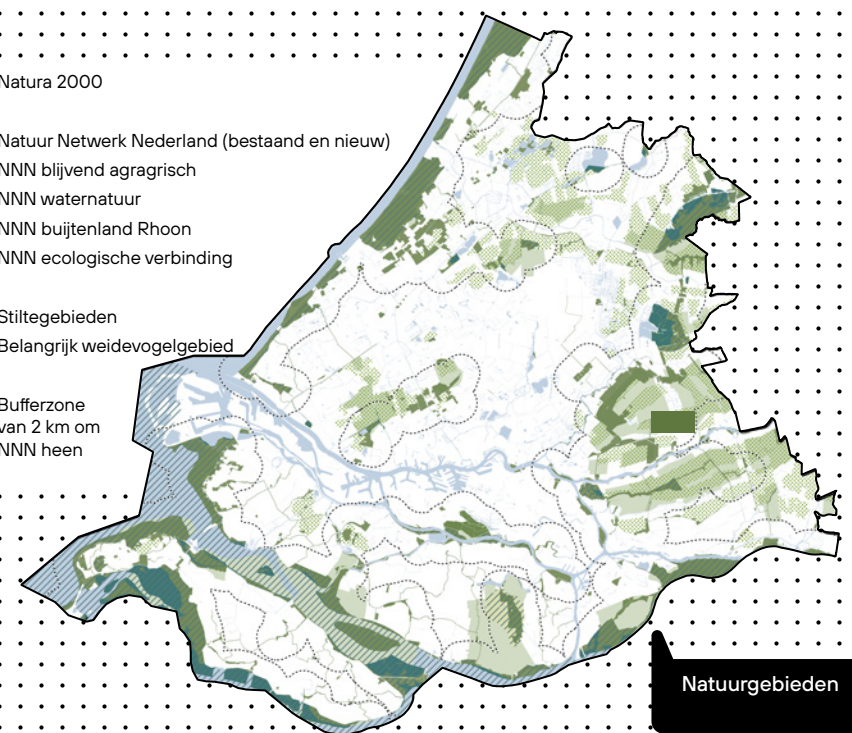 Natura 2000
Natuur Netwerk Nederland (bestaand en nieuw)
NNN blijvend agragrisch
NNN waternatuur
NNN buijtenland Rhoon
NNN ecologische verbinding
Stiltegebieden
Belangrijk weidevogelgebied
Bufferzone
van 2 km om
NNN heen
Natuurgebieden